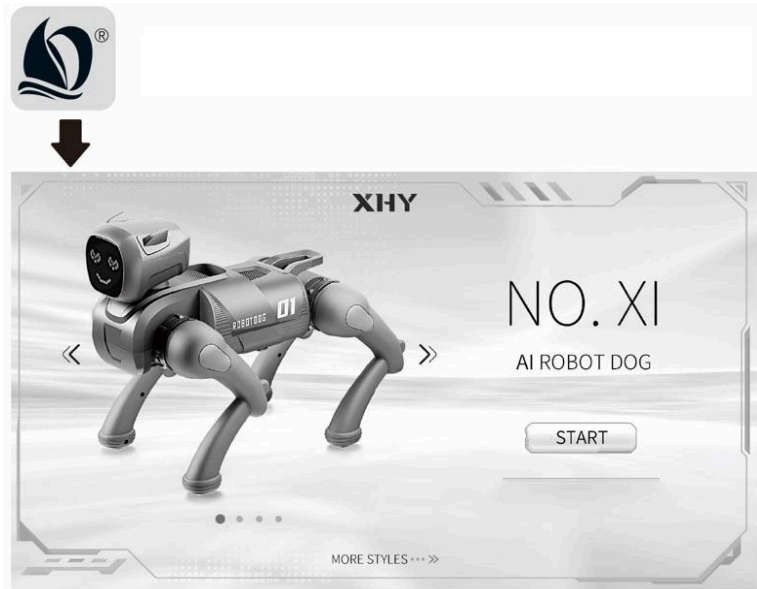 ®
XHY
ROBOTDOG 01
NO. XI
AI ROBOT DOG
START
MORE STYLES ··· »